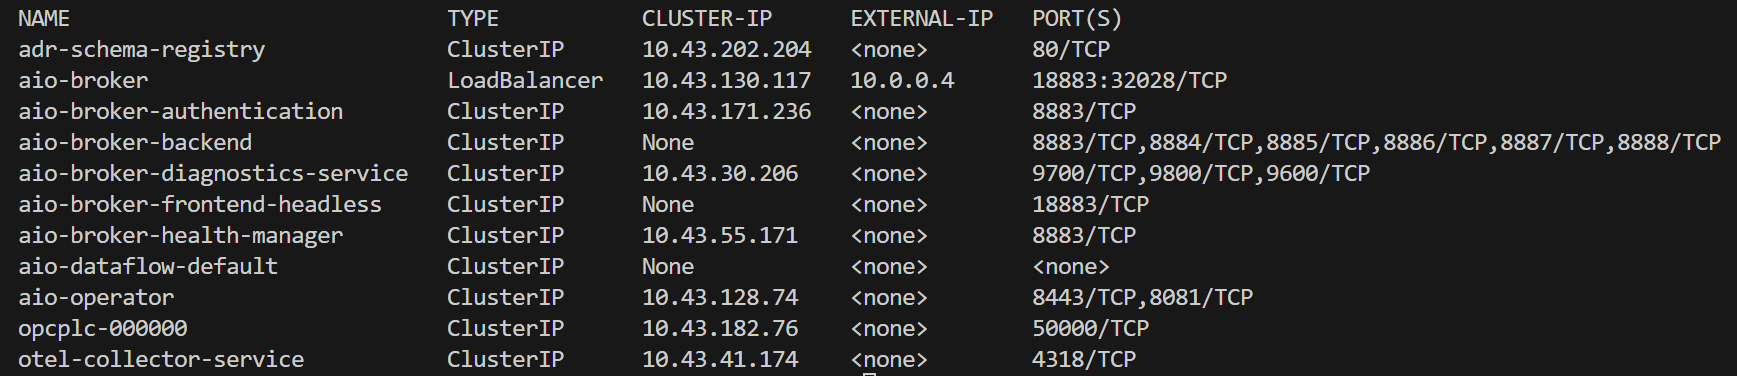 NAME TYPE CLUSTER-IP EXTERNAL-IP PORT(S)
adr-schema-registry ClusterIP 10.43.202.204 <none> 80/TCP
aio-broker LoadBalancer 10.43.130.117 10.0.0.4 18883:32028/TCP
aio-broker-authentication ClusterIP 10.43.171.236 <none> 8883/TCP
aio-broker-backend ClusterIP None <none> 8883/TCP,8884/TCP,8885/TCP,8886/TCP,8887/TCP,8888/TCP
aio-broker-diagnostics-service ClusterIP 10.43.30.206 <none> 9700/TCP,9800/TCP,9600/TCP
aio-broker-frontend-headless ClusterIP None <none> 18883/TCP
aio-broker-health-manager ClusterIP 10.43.55.171 <none> 8883/TCP
aio-dataflow-default ClusterIP None <none> <none>
aio-operator ClusterIP 10.43.128.74 <none> 8443/TCP,8081/TCP
opcplc-000000 ClusterIP 10.43.182.76 <none> 50000/TCP
otel-collector-service ClusterIP 10.43.41.174 <none> 4318/TCP